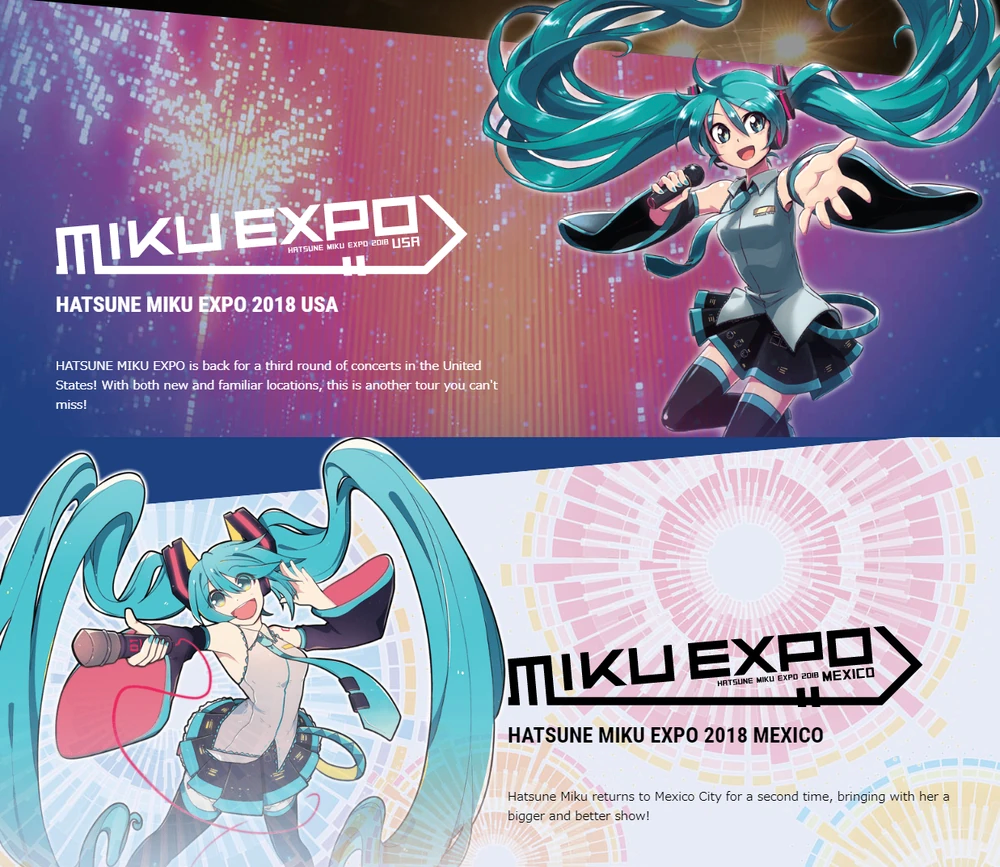 MIKU EXPO
HATSUNE MIKU EXPO 2018 USA
HATSUNE MIKU EXPO 2018 USA
HATSUNE MIKU EXPO is back for a third round of concerts in the United
States! With both new and familiar locations, this is another tour you can't
miss!
01
MIKU EXPO
HATSUNE MIKU EXPO 2018 MEXICO
HATSUNE MIKU EXPO 2018 MEXICO
Hatsune Miku returns to Mexico City for a second time, bringing with her a
bigger and better show!